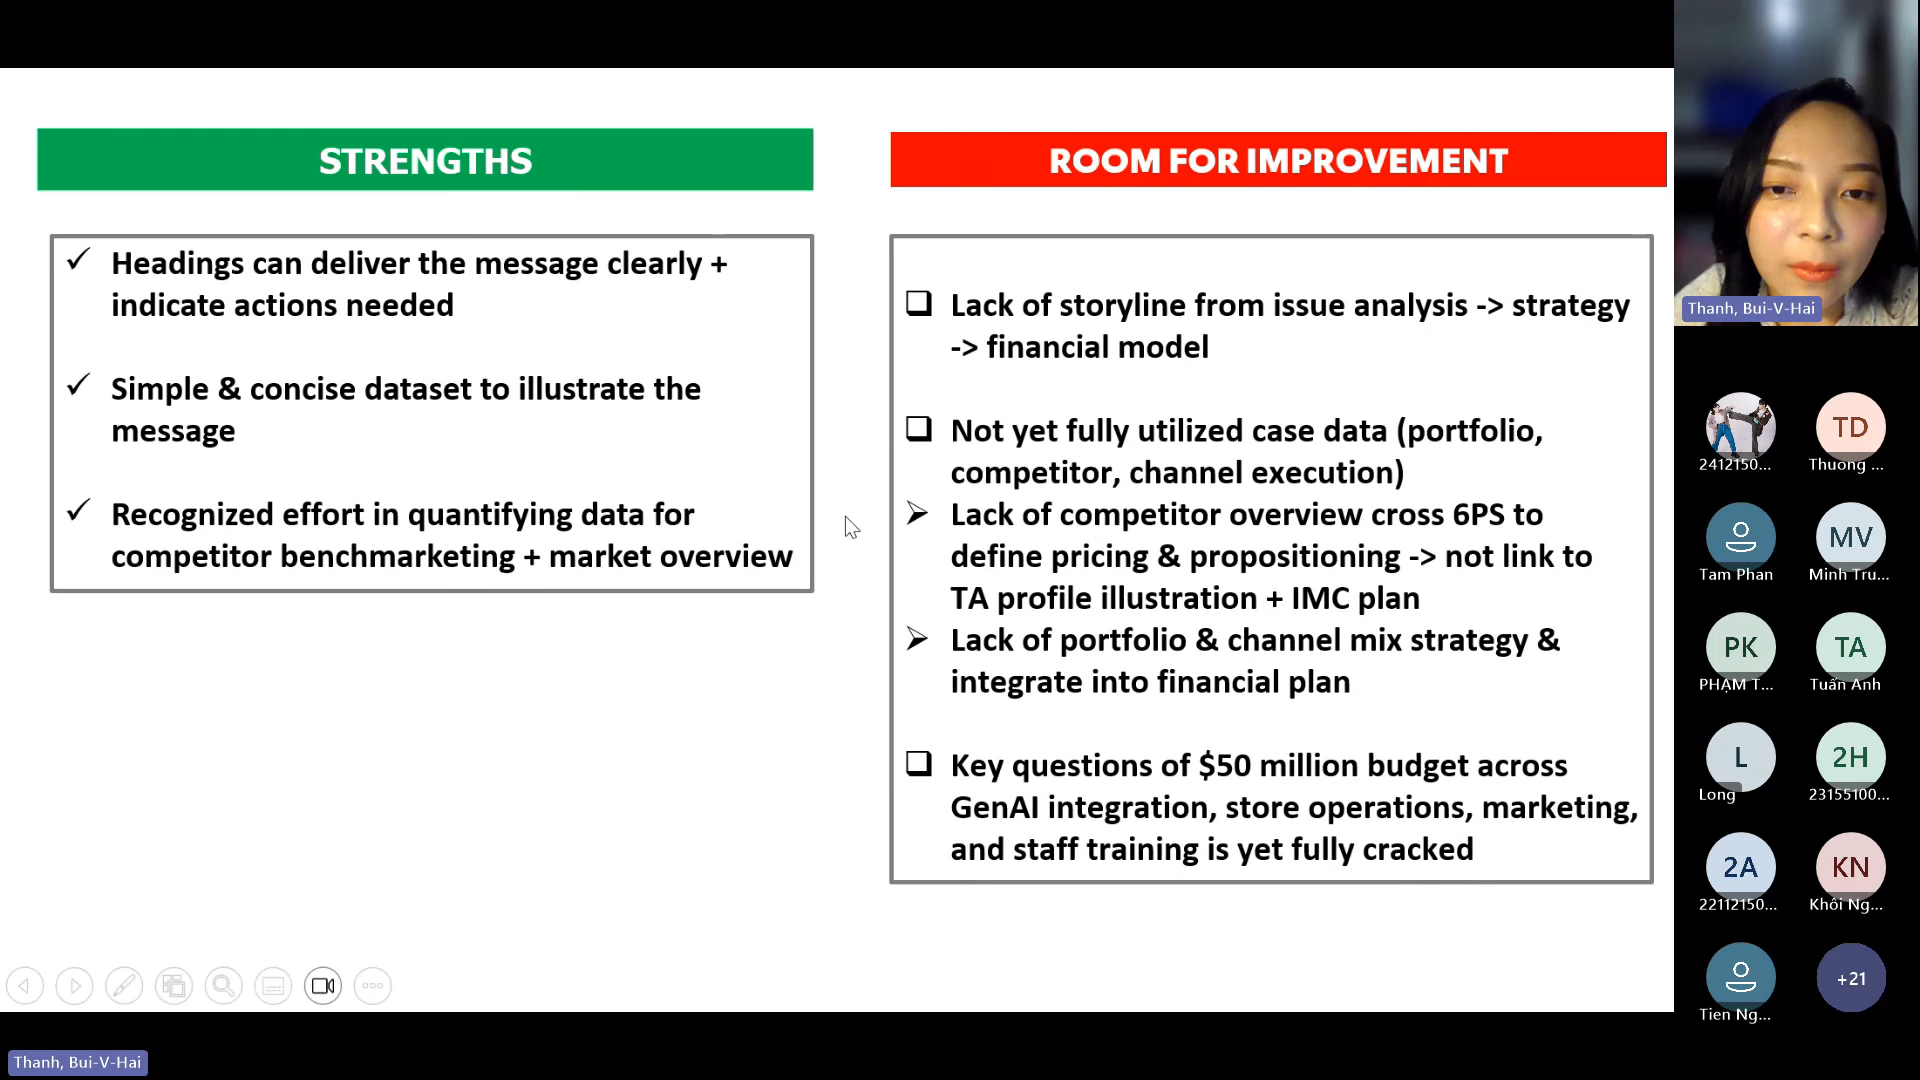 STRENGTHS
Headings can deliver the message clearly +
indicate actions needed
Simple & concise dataset to illustrate the
message
Recognized effort in quantifying data for
competitor benchmarketing + market overview
ROOM FOR IMPROVEMENT
Lack of storyline from issue analysis -> strategy
-> financial model
Not yet fully utilized case data (portfolio,
competitor, channel execution)
Lack of competitor overview cross 6PS to
define pricing & propositioning -> not link to
TA profile illustration + IMC plan
Lack of portfolio & channel mix strategy &
integrate into financial plan
Key questions of $50 million budget across
GenAI integration, store operations, marketing,
and staff training is yet fully cracked
Thanh, Bui-V-Hai
2412150...
TD
Thuong ...
Tam Phan
MV
Minh Tru...
PK
PHẠM T...
TA
Tuấn Anh
L
Long
2H
23155100...
2A
22112150...
KN
Khôi Ng...
Tien Ng...
+21
Thanh, Bui-V-Hai